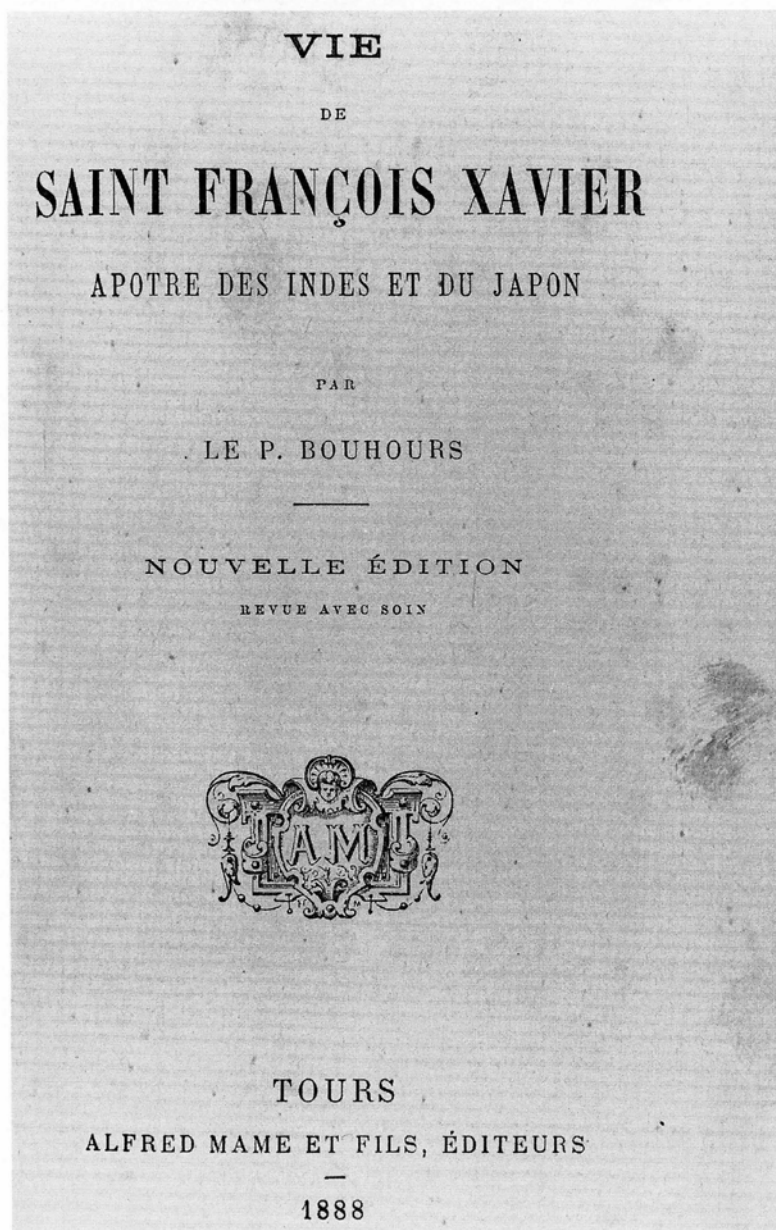 VIE
DE
SAINT FRANÇOIS XAVIER
APOTRE DES INDES ET DU JAPON
PAR
LE P. BOUHOURS
NOUVELLE ÉDITION
REVUE AVEC SOIN
AM
TOURS
ALFRED MAME ET FILS, ÉDITEURS
1888